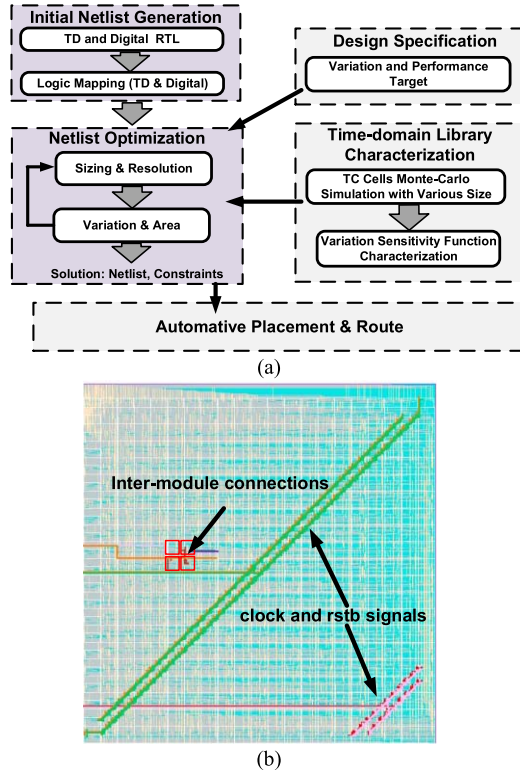 Initial Netlist Generation
TD and Digital RTL
Logic Mapping (TD & Digital)
Design Specification
Variation and Performance
Target
Netlist Optimization
Sizing & Resolution
Variation & Area
Solution: Netlist, Constraints
Time-domain Library
Characterization
TC Cells Monte-Carlo
Simulation with Various Size
Variation Sensitivity Function
Characterization
Automotive Placement & Route
(a)
Inter-module connections
clock and rstb signals
(b)